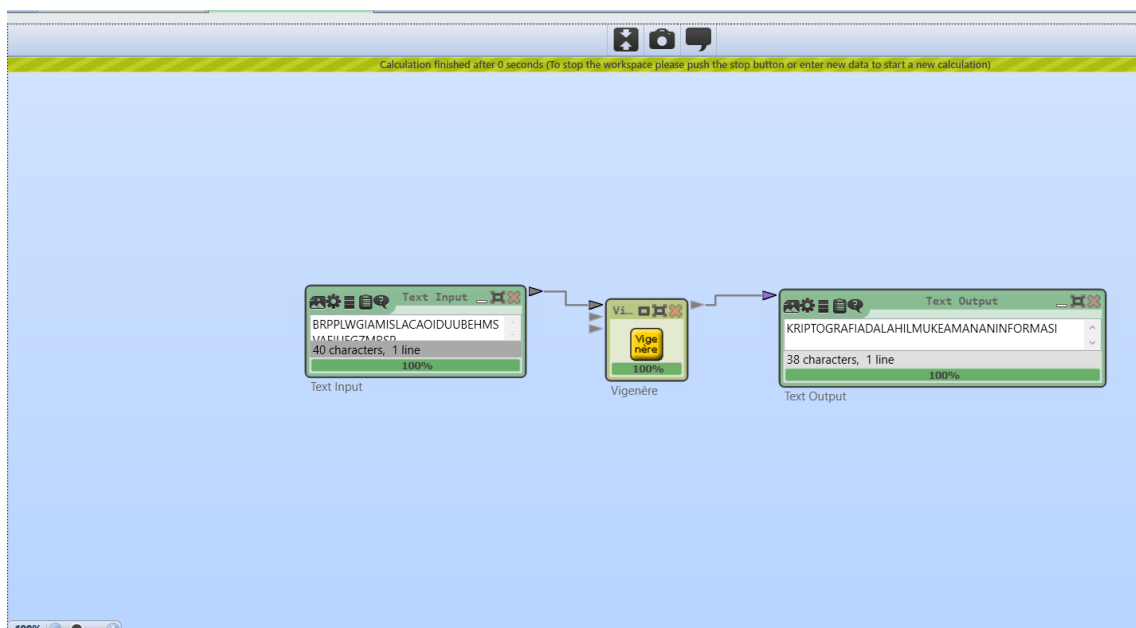 Calculation finished after 0 seconds (To stop the workspace please push the stop button or enter new data to start a new calculation)
Text Input
BRPPLWGIAMISLACAOIDUUBEHMS
40 characters, 1 line
100%
Text Input
Vi...
Vige
nère
100%
Vigenère
Text Output
KRIPTOGRAFIADALAHILMUKEAMANANINFORMASI
38 characters, 1 line
100%
Text Output